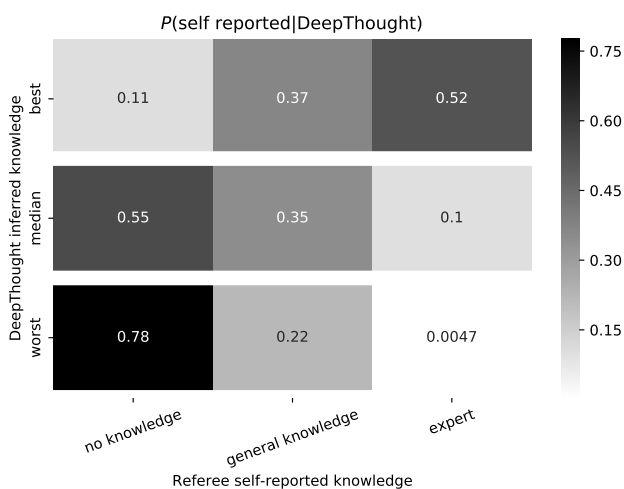 P(self reported|DeepThought)
DeepThought inferred knowledge
best
0.11 0.37 0.52
median
0.55 0.35 0.1
worst
0.78 0.22 0.0047
no knowledge general knowledge expert
Referee self-reported knowledge
0.75
0.60
0.45
0.30
0.15